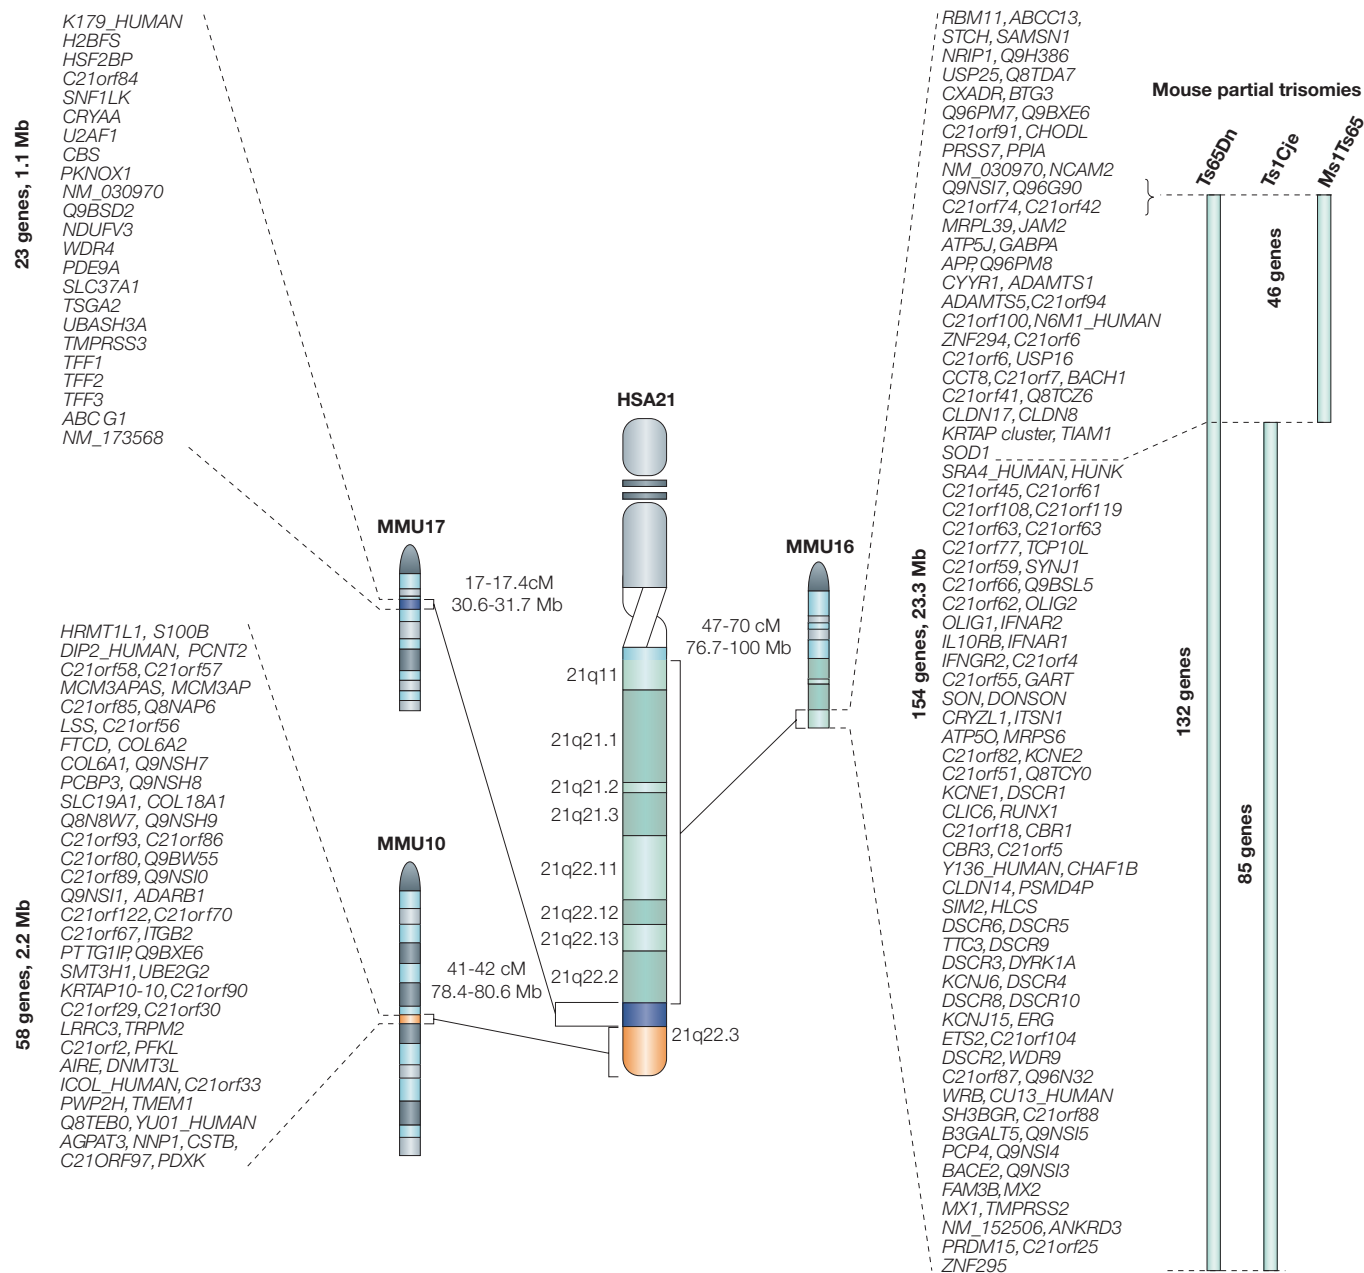 K179_HUMAN
H2BFS
HSF2BP
C21orf84
SNF1LK
CRYAA
U2AF1
CBS
PKNOX1
NM_030970
Q9BSD2
NDUFV3
WDR4
PDE9A
SLC37A1
TSGA2
UBASH3A
TMPRSS3
TFF1
TFF2
TFF3
ABC G1
NM_173568
23 genes, 1.1 Mb
HRMT1L1, S100B
DIP2_HUMAN, PCNT2
C21orf58, C21orf57
MCM3APAS, MCM3AP
C21orf85, Q8NAP6
LSS, C21orf56
FTCD, COL6A2
COL6A1, Q9NSH7
PCBP3, Q9NSH8
SLC19A1, COL18A1
Q8N8W7, Q9NSH9
C21orf93, C21orf86
C21orf80, Q9BW55
C21orf89, Q9NSI0
Q9NSI1, ADARB1
C21orf122, C21orf70
C21orf67, ITGB2
PTTG1IP, Q9BXE6
SMT3H1, UBE2G2
KRTAP10-10, C21orf90
C21orf29, C21orf30
LRRC3, TRPM2
C21orf2, PFKL
AIRE, DNMT3L
ICOL_HUMAN, C21orf33
PWP2H, TMEM1
Q8TEB0, YU01_HUMAN
AGPAT3, NNP1, CSTB,
C21ORF97, PDXK
58 genes, 2.2 Mb
MMU17
17-17.4cM
30.6-31.7 Mb
MMU10
41-42 cM
78.4-80.6 Mb
HSA21
21q11
21q21.1
21q21.2
21q21.3
21q22.11
21q22.12
21q22.13
21q22.2
21q22.3
MMU16
47-70 cM
76.7-100 Mb
154 genes, 23.3 Mb
RBM11, ABCC13,
STCH, SAMSN1
NRIP1, Q9H386
USP25, Q8TDA7
CXADR, BTG3
Q96PM7, Q9BXE6
C21orf91, CHODL
PRSS7, PPIA
NM_030970, NCAM2
Q9NSI7, Q96G90
C21orf74, C21orf42
MRPL39, JAM2
ATP5J, GABPA
APP, Q96PM8
CYYR1, ADAMTS1
ADAMTS5, C21orf94
C21orf100, N6M1_HUMAN
ZNF294, C21orf6
C21orf6, USP16
CCT8, C21orf7, BACH1
C21orf41, Q8TCZ6
CLDN17, CLDN8
KRTAP cluster, TIAM1
SOD1
SRA4_HUMAN, HUNK
C21orf45, C21orf61
C21orf108, C21orf119
C21orf63, C21orf63
C21orf77, TCP10L
C21orf59, SYNJ1
C21orf66, Q9BSL5
C21orf62, OLIG2
OLIG1, IFNAR2
IL10RB, IFNAR1
IFNGR2, C21orf4
C21orf55, GART
SON, DONSON
CRYZL1, ITSN1
ATP5O, MRPS6
C21orf82, KCNE2
C21orf51, Q8TCY0
KCNE1, DSCR1
CLIC6, RUNX1
C21orf18, CBR1
CBR3, C21orf5
Y136_HUMAN, CHAF1B
CLDN14, PSMD4P
SIM2, HLCS
DSCR6, DSCR5
TTC3, DSCR9
DSCR3, DYRK1A
KCNJ6, DSCR4
DSCR8, DSCR10
KCNJ15, ERG
ETS2, C21orf104
DSCR2, WDR9
C21orf87, Q96N32
WRB, CU13_HUMAN
SH3BGR, C21orf88
B3GALT5, Q9NSI5
PCP4, Q9NSI4
BACE2, Q9NSI3
FAM3B, MX2
MX1, TMPRSS2
NM_152506, ANKRD3
PRDM15, C21orf25
ZNF295
Mouse partial trisomies
Ts65Dn
Ts1Cje
Ms1Ts65
46 genes
132 genes
85 genes